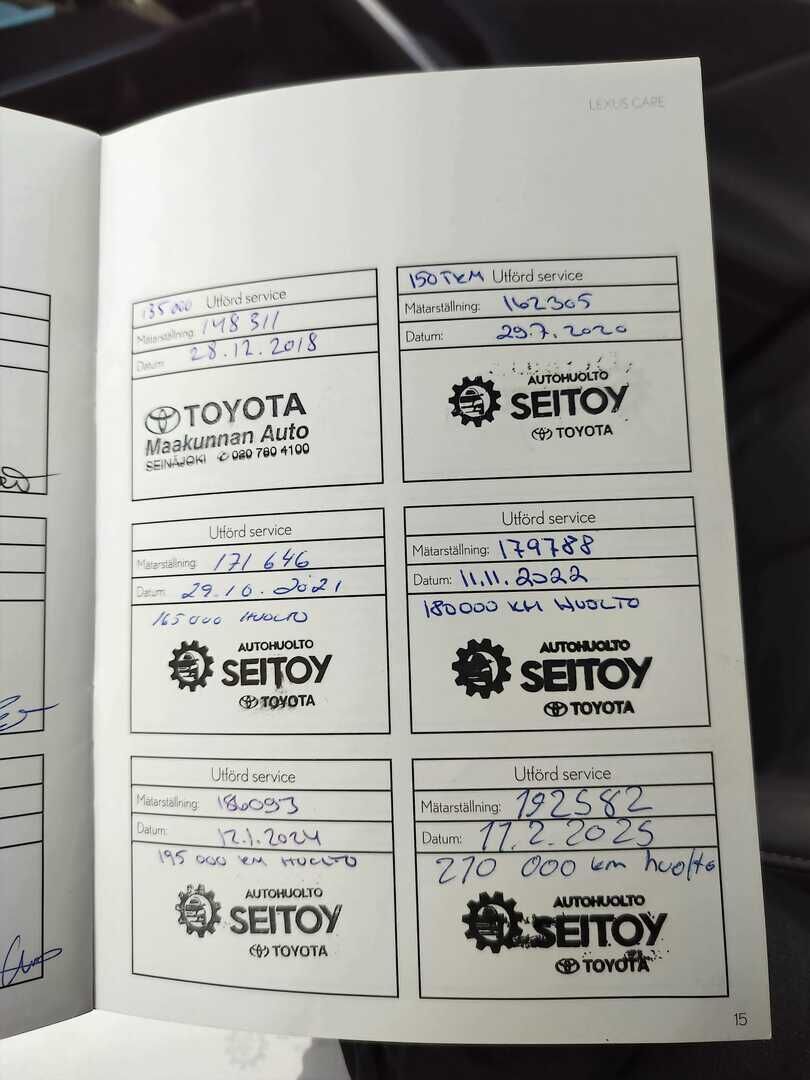 LEXUS CARE
135000 Utförd service
Mätarställning: 148 311
Datum: 28.12.2018
TOYOTA
Maakunnan Auto
SEINÄJOKI 020 780 4100
150 TKM Utförd service
Mätarställning: 162305
Datum: 29.7.2020
AUTOHUOLTO
SEITOY
TOYOTA
Utförd service
Mätarställning: 171 646
Datum: 29.10.2021
165 000 HUOLTO
AUTOHUOLTO
SEITOY
TOYOTA
Utförd service
Mätarställning: 179788
Datum: 11.11.2022
180000 KM HUOLTO
AUTOHUOLTO
SEITOY
TOYOTA
Utförd service
Mätarställning: 186093
Datum: 12.1.2024
195 000 KM HUOLTO
AUTOHUOLTO
SEITOY
TOYOTA
Utförd service
Mätarställning: 192582
Datum: 11.2.2025
270 000 km huolto
AUTOHUOLTO
SEITOY
TOYOTA
15